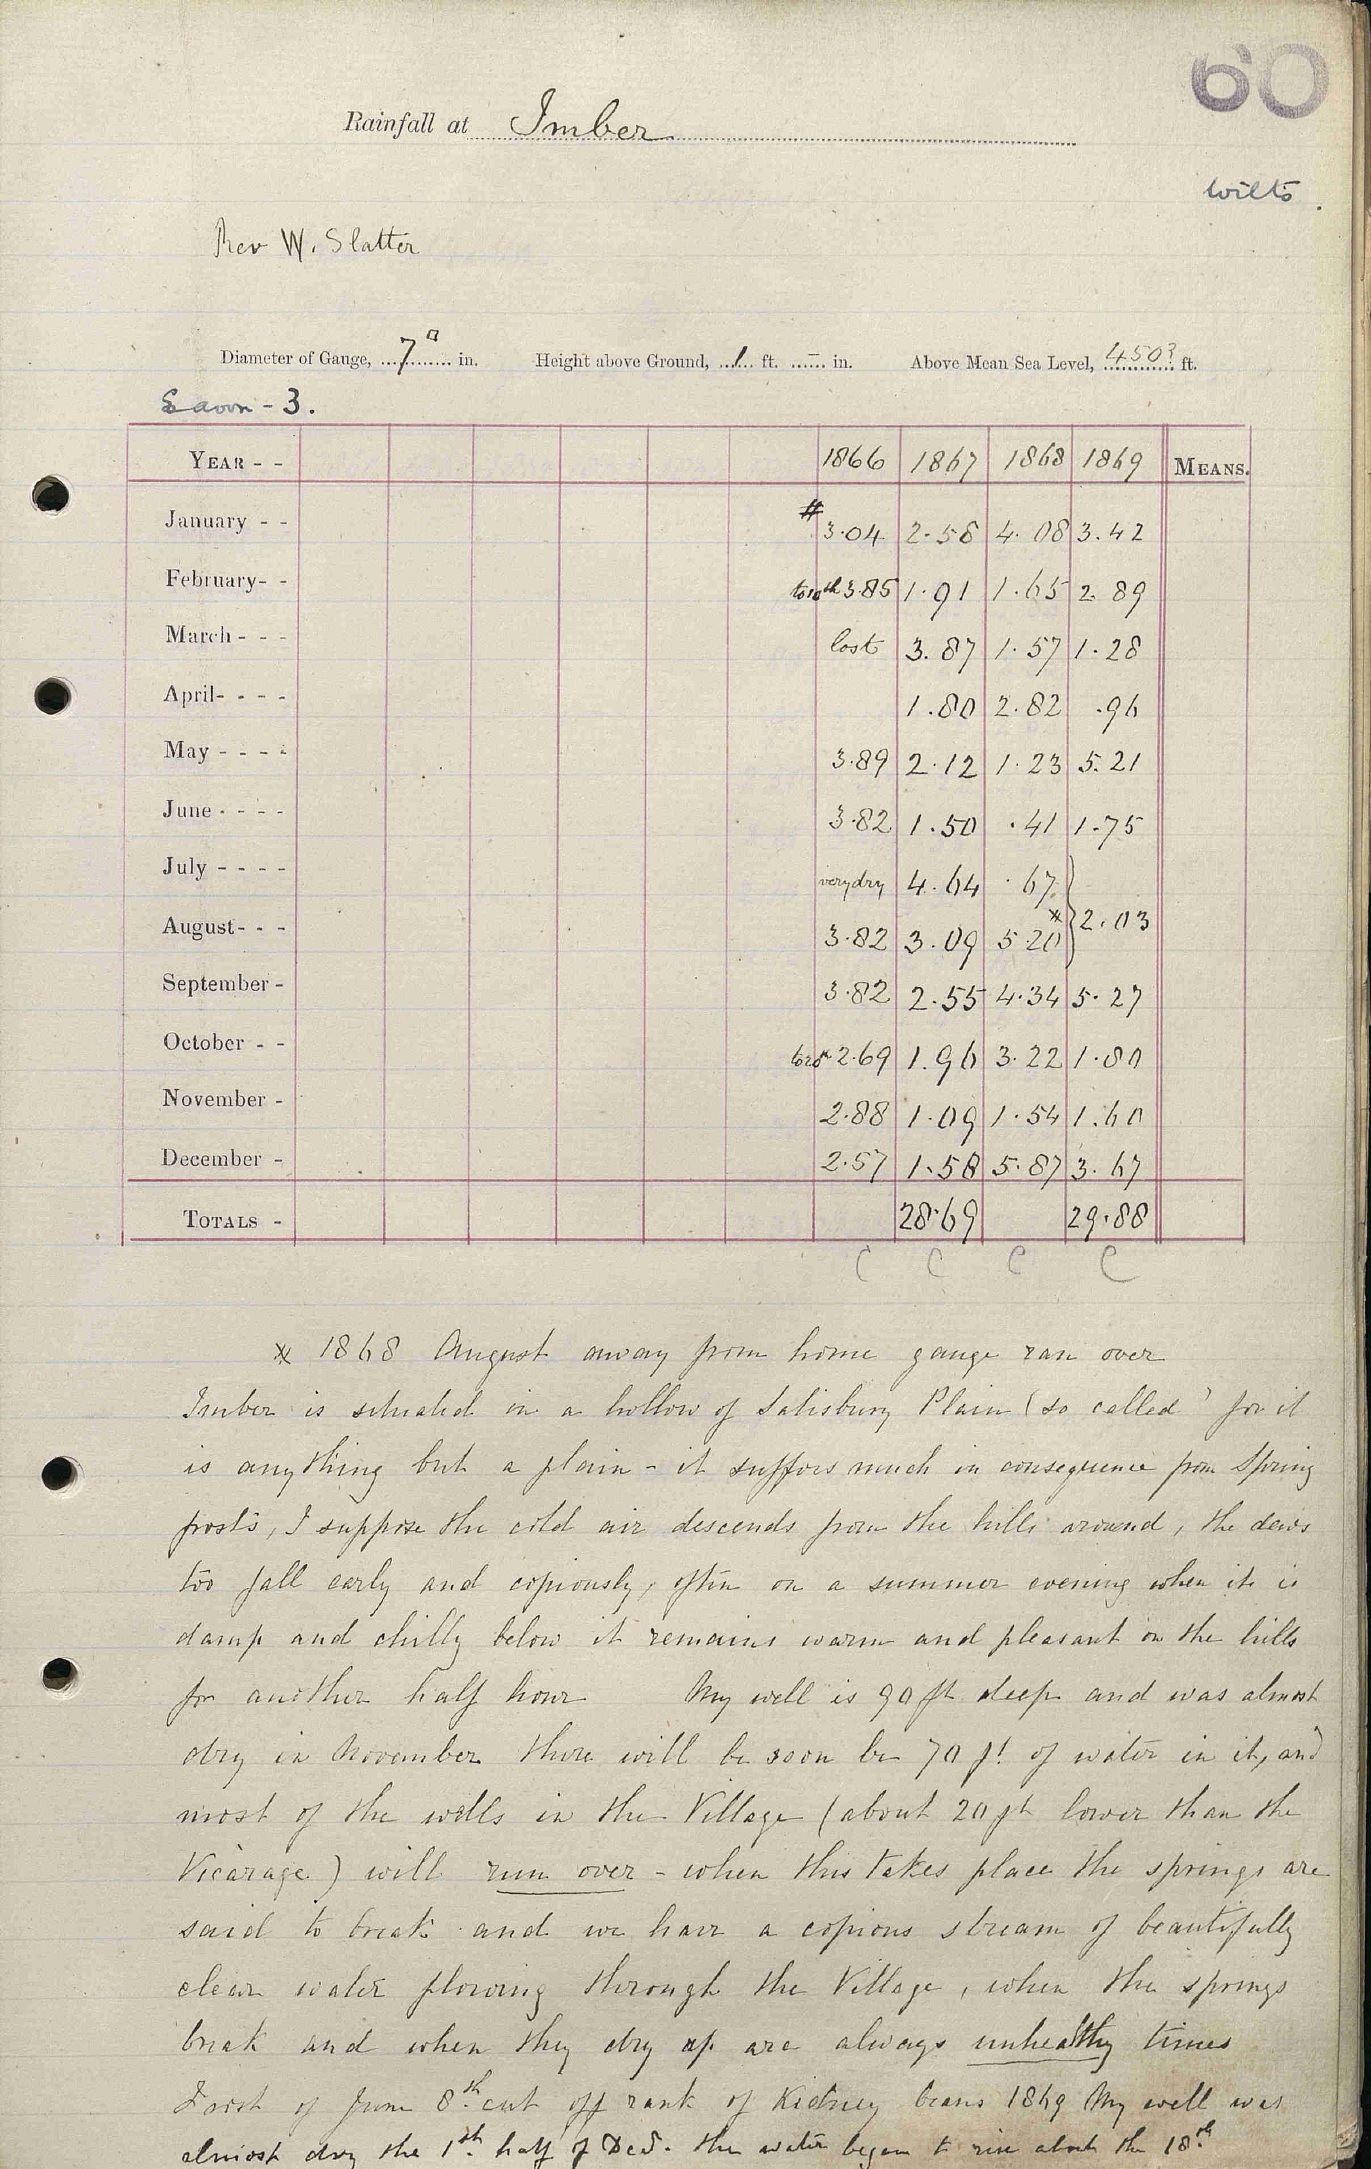 60
Rainfall at Imber
Wilts.
Rev W. Slatter
Diameter of Gauge, 7□ in. Height above Ground, 1 ft. – in. Above Mean Sea Level, 450? ft.
- 3.
YEAR - - 1866 1867 1868 1869 MEANS.
#
January - - 3.04 2.58 4.08 3.42
February- - to 10th 3.85 1.91 1.65 2.89
March - - - lost 3.87 1.57 1.28
April- - - - 1.80 2.82 .96
May - - - - 3.89 2.12 1.23 5.21
June - - - - 3.82 1.50 .41 1.75
July - - - - very dry 4.64 .67
August- - - 3.82 3.09 5.20 * } 2.03
September - 3.82 2.55 4.34 5.27
October - - 2.69 1.96 3.22 1.80
November - 2.88 1.09 1.54 1.60
December - 2.57 1.58 5.87 3.67
TOTALS - 28.69 29.88
C C C C
* 1868 August away from home gauge ran over
Imber is situated in a hollow of Salisbury Plain (so called) for it
is anything but a plain - it suffers much in consequence from Spring
frosts, I suppose the cold air descends from the hills around, the dews
too fall early and copiously, often on a summer evening when it is
damp and chilly below it remains warm and pleasant on the hills
for another half hour My well is 90 ft deep and was almost
dry in November there will be soon be 70 ft of water in it, and
most of the wells in the Village (about 20 ft lower than the
Vicarage) will run over - when this takes place the springs are
said to break and we have a copious stream of beautifully
clear water flowing through the Village, when the springs
break and when they dry up are always unhealthy times
Frost of June 8th cut off rank of Kidney beans 1869 My well was
almost dry the 1st half of Decr. the water began to rise about the 18th